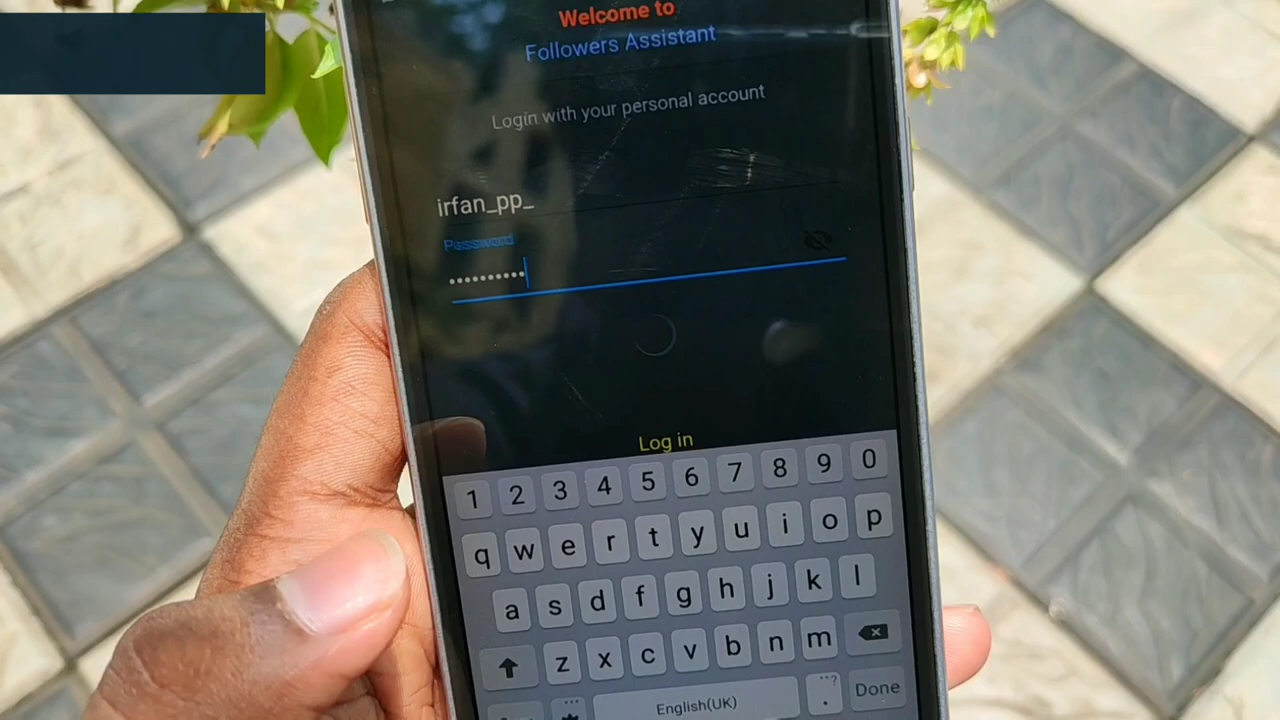 Welcome to
Followers Assistant
Login with your personal account
irfan_pp_
Password
••••••••••
Log in
1 2 3 4 5 6 7 8 9 0
q w e r t y u i o p
a s d f g h j k l
z x c v b n m
English(UK) . Done